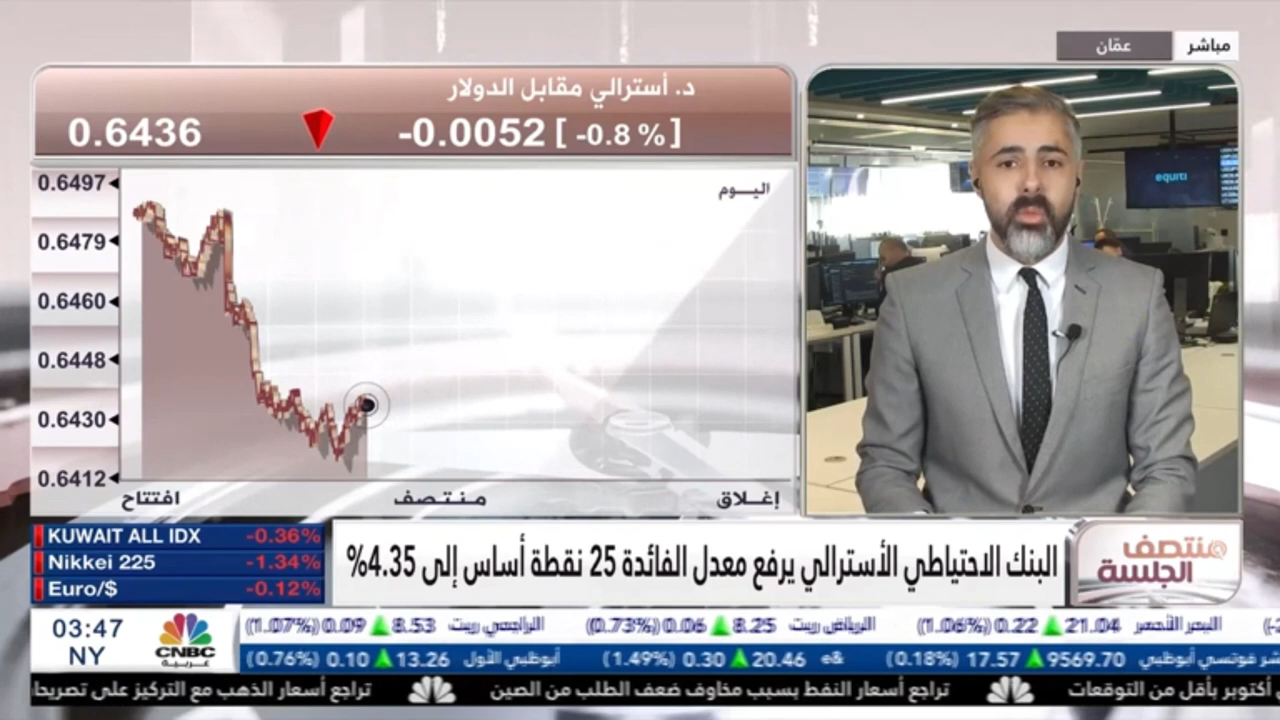 مباشر عمّان
د. أسترالي مقابل الدولار
0.6436 -0.0052 [ -0.8 % ]
equiti
اليوم
0.6497
0.6479
0.6460
0.6448
0.6430
0.6412
افتتاح منتصف إغلاق
KUWAIT ALL IDX -0.36%
Nikkei 225 -1.34%
Euro/$ -0.12%
البنك الاحتياطي الأسترالي يرفع معدل الفائدة 25 نقطة أساس إلى 4.35%
منتصف
الجلسة
03:47
NY
CNBC
عربية
البحر الأحمر 21.04 0.22 (1.06%) الرياض ريت 8.25 0.06 (0.73%) الراجحي ريت 8.53 0.09 (1.07%)
فوتسي أبوظبي 9569.70 17.57 (0.18%) e& 20.46 0.30 (1.49%) أبوظبي الأول 13.26 0.10 (0.76%)
أكتوبر بأقل من التوقعات تراجع أسعار النفط بسبب مخاوف ضعف الطلب من الصين تراجع أسعار الذهب مع التركيز على